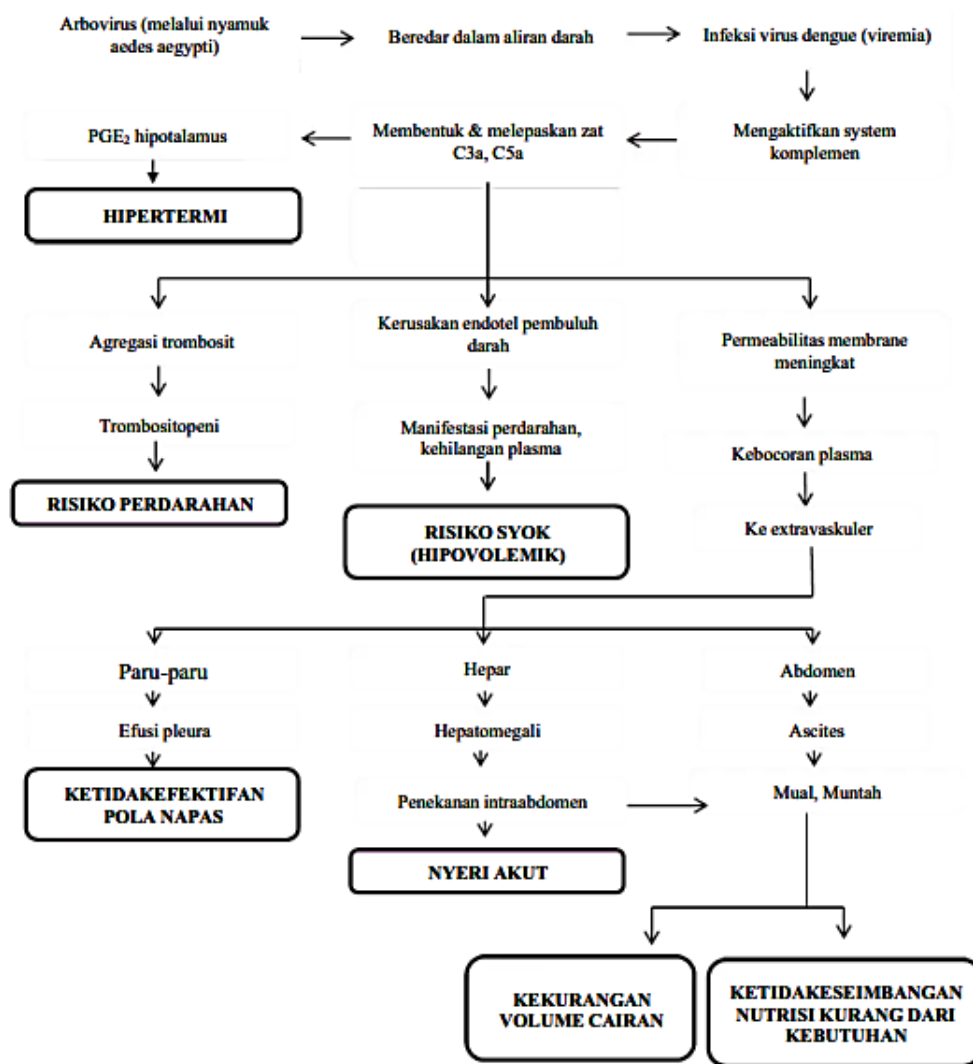 Arbovirus (melalui nyamuk
aedes aegypti)
Beredar dalam aliran darah
Infeksi virus dengue (viremia)
PGE₂ hipotalamus
Membentuk & melepaskan zat
C3a, C5a
Mengaktifkan system
komplemen
HIPERTERMI
Agregasi trombosit
Kerusakan endotel pembuluh
darah
Permeabilitas membrane
meningkat
Trombositopeni
Manifestasi perdarahan,
kehilangan plasma
Kebocoran plasma
RISIKO PERDARAHAN
RISIKO SYOK
(HIPOVOLEMIK)
Ke extravaskuler
Paru-paru
Hepar
Abdomen
Efusi pleura
Hepatomegali
Ascites
KETIDAKEFEKTIFAN
POLA NAPAS
Penekanan intraabdomen
Mual, Muntah
NYERI AKUT
KEKURANGAN
VOLUME CAIRAN
KETIDAKESEIMBANGAN
NUTRISI KURANG DARI
KEBUTUHAN